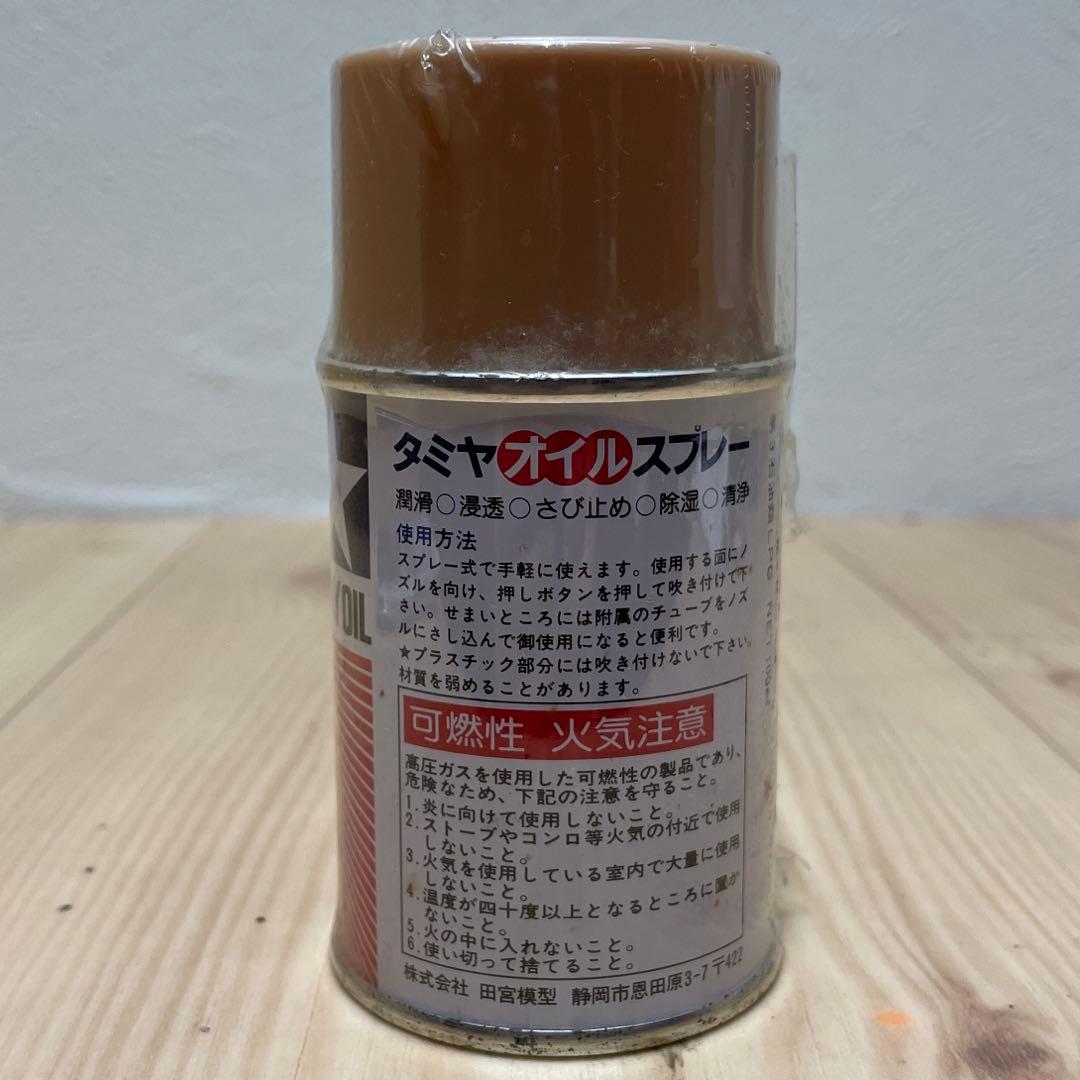 タミヤオイルスプレー
潤滑○浸透○さび止め○除湿○清浄
使用方法
スプレー式で手軽に使えます。使用する面にノ
ズルを向け、押しボタンを押して吹き付けて下
さい。せまいところには附属のチューブをノズ
ルにさし込んで御使用になると便利です。
★プラスチック部分には吹き付けないで下さい。
材質を弱めることがあります。
可燃性 火気注意
高圧ガスを使用した可燃性の製品であり、
危険なため、下記の注意を守ること。
1.炎に向けて使用しないこと。
2.ストーブやコンロ等火気の付近で使用
しないこと。
3.火気を使用している室内で大量に使用
しないこと。
4.温度が四十度以上となるところに置か
ないこと。
5.火の中に入れないこと。
6.使い切って捨てること。
株式会社 田宮模型 静岡市恩田原3-7〒422
OIL
LPG NET 100ml